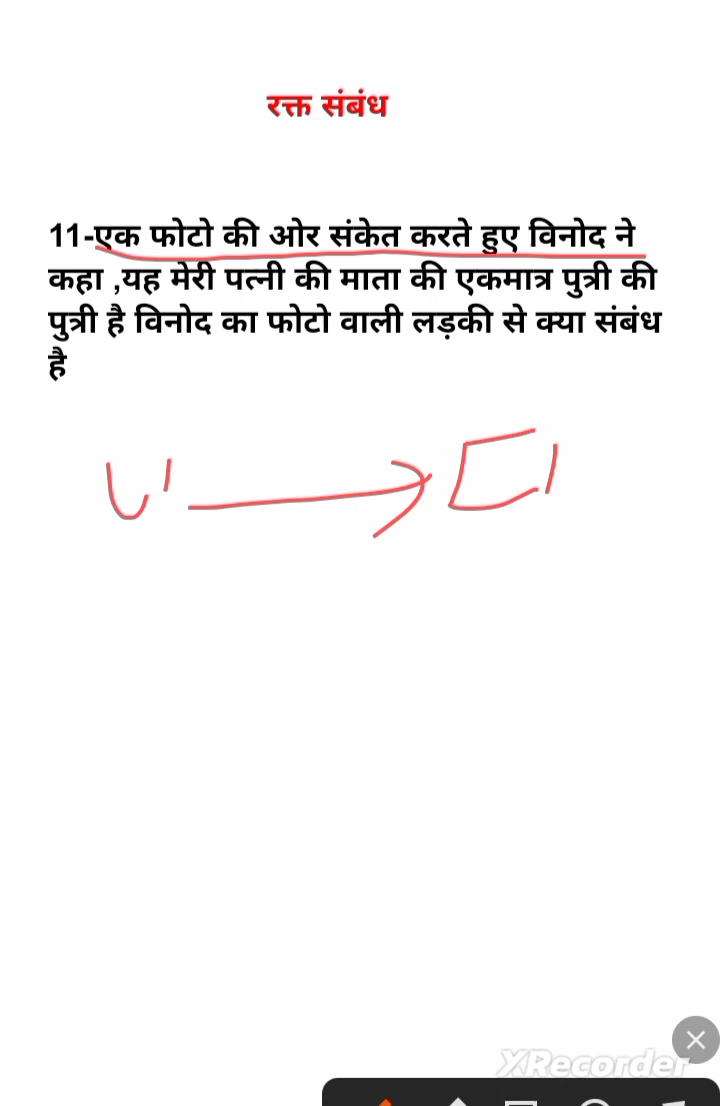 रक्त संबंध
11-एक फोटो की ओर संकेत करते हुए विनोद ने
कहा ,यह मेरी पत्नी की माता की एकमात्र पुत्री की
पुत्री है विनोद का फोटो वाली लड़की से क्या संबंध
है
XRecorder